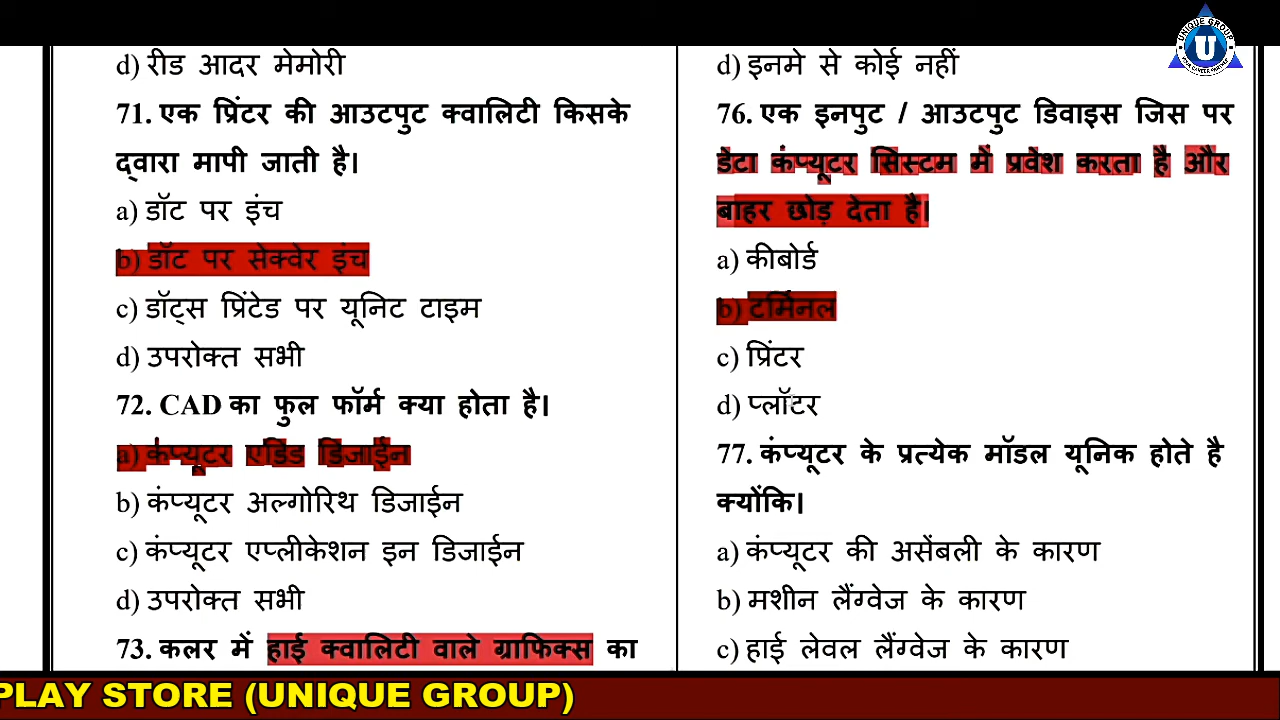 d) रीड आदर मेमोरी
71. एक प्रिंटर की आउटपुट क्वालिटी किसके
द्वारा मापी जाती है।
a) डॉट पर इंच
b) डॉट पर सेक्वेर इंच
c) डॉट्स प्रिंटेड पर यूनिट टाइम
d) उपरोक्त सभी
72. CAD का फुल फॉर्म क्या होता है।
a) कंप्यूटर एडिड डिजाईन
b) कंप्यूटर अल्गोरिथ डिजाईन
c) कंप्यूटर एप्लीकेशन इन डिजाईन
d) उपरोक्त सभी
73. कलर में हाई क्वालिटी वाले ग्राफिक्स का
d) इनमे से कोई नहीं
76. एक इनपुट / आउटपुट डिवाइस जिस पर
डेटा कंप्यूटर सिस्टम में प्रवेश करता है और
बाहर छोड़ देता है।
a) कीबोर्ड
b) टर्मिनल
c) प्रिंटर
d) प्लॉटर
77. कंप्यूटर के प्रत्येक मॉडल यूनिक होते है
क्योंकि।
a) कंप्यूटर की असेंबली के कारण
b) मशीन लैंग्वेज के कारण
c) हाई लेवल लैंग्वेज के कारण
UNIQUE GROUP
U
PLAY STORE (UNIQUE GROUP)